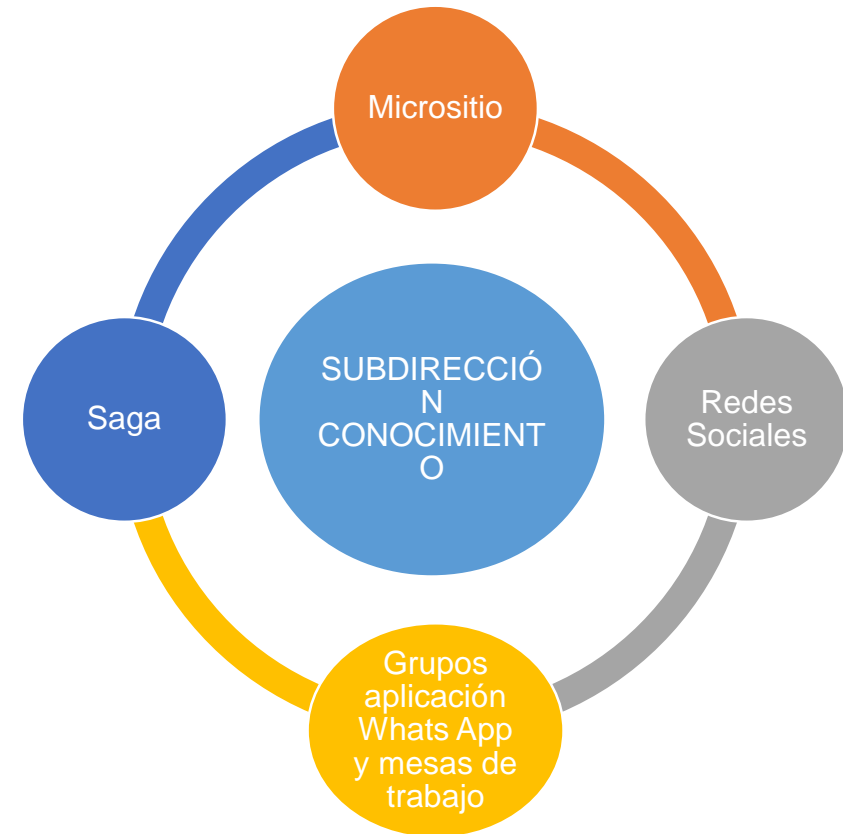 Micrositio
SUBDIRECCIÓ
N
CONOCIMIENT
O
Saga
Redes
Sociales
Grupos
aplicación
Whats App
y mesas de
trabajo